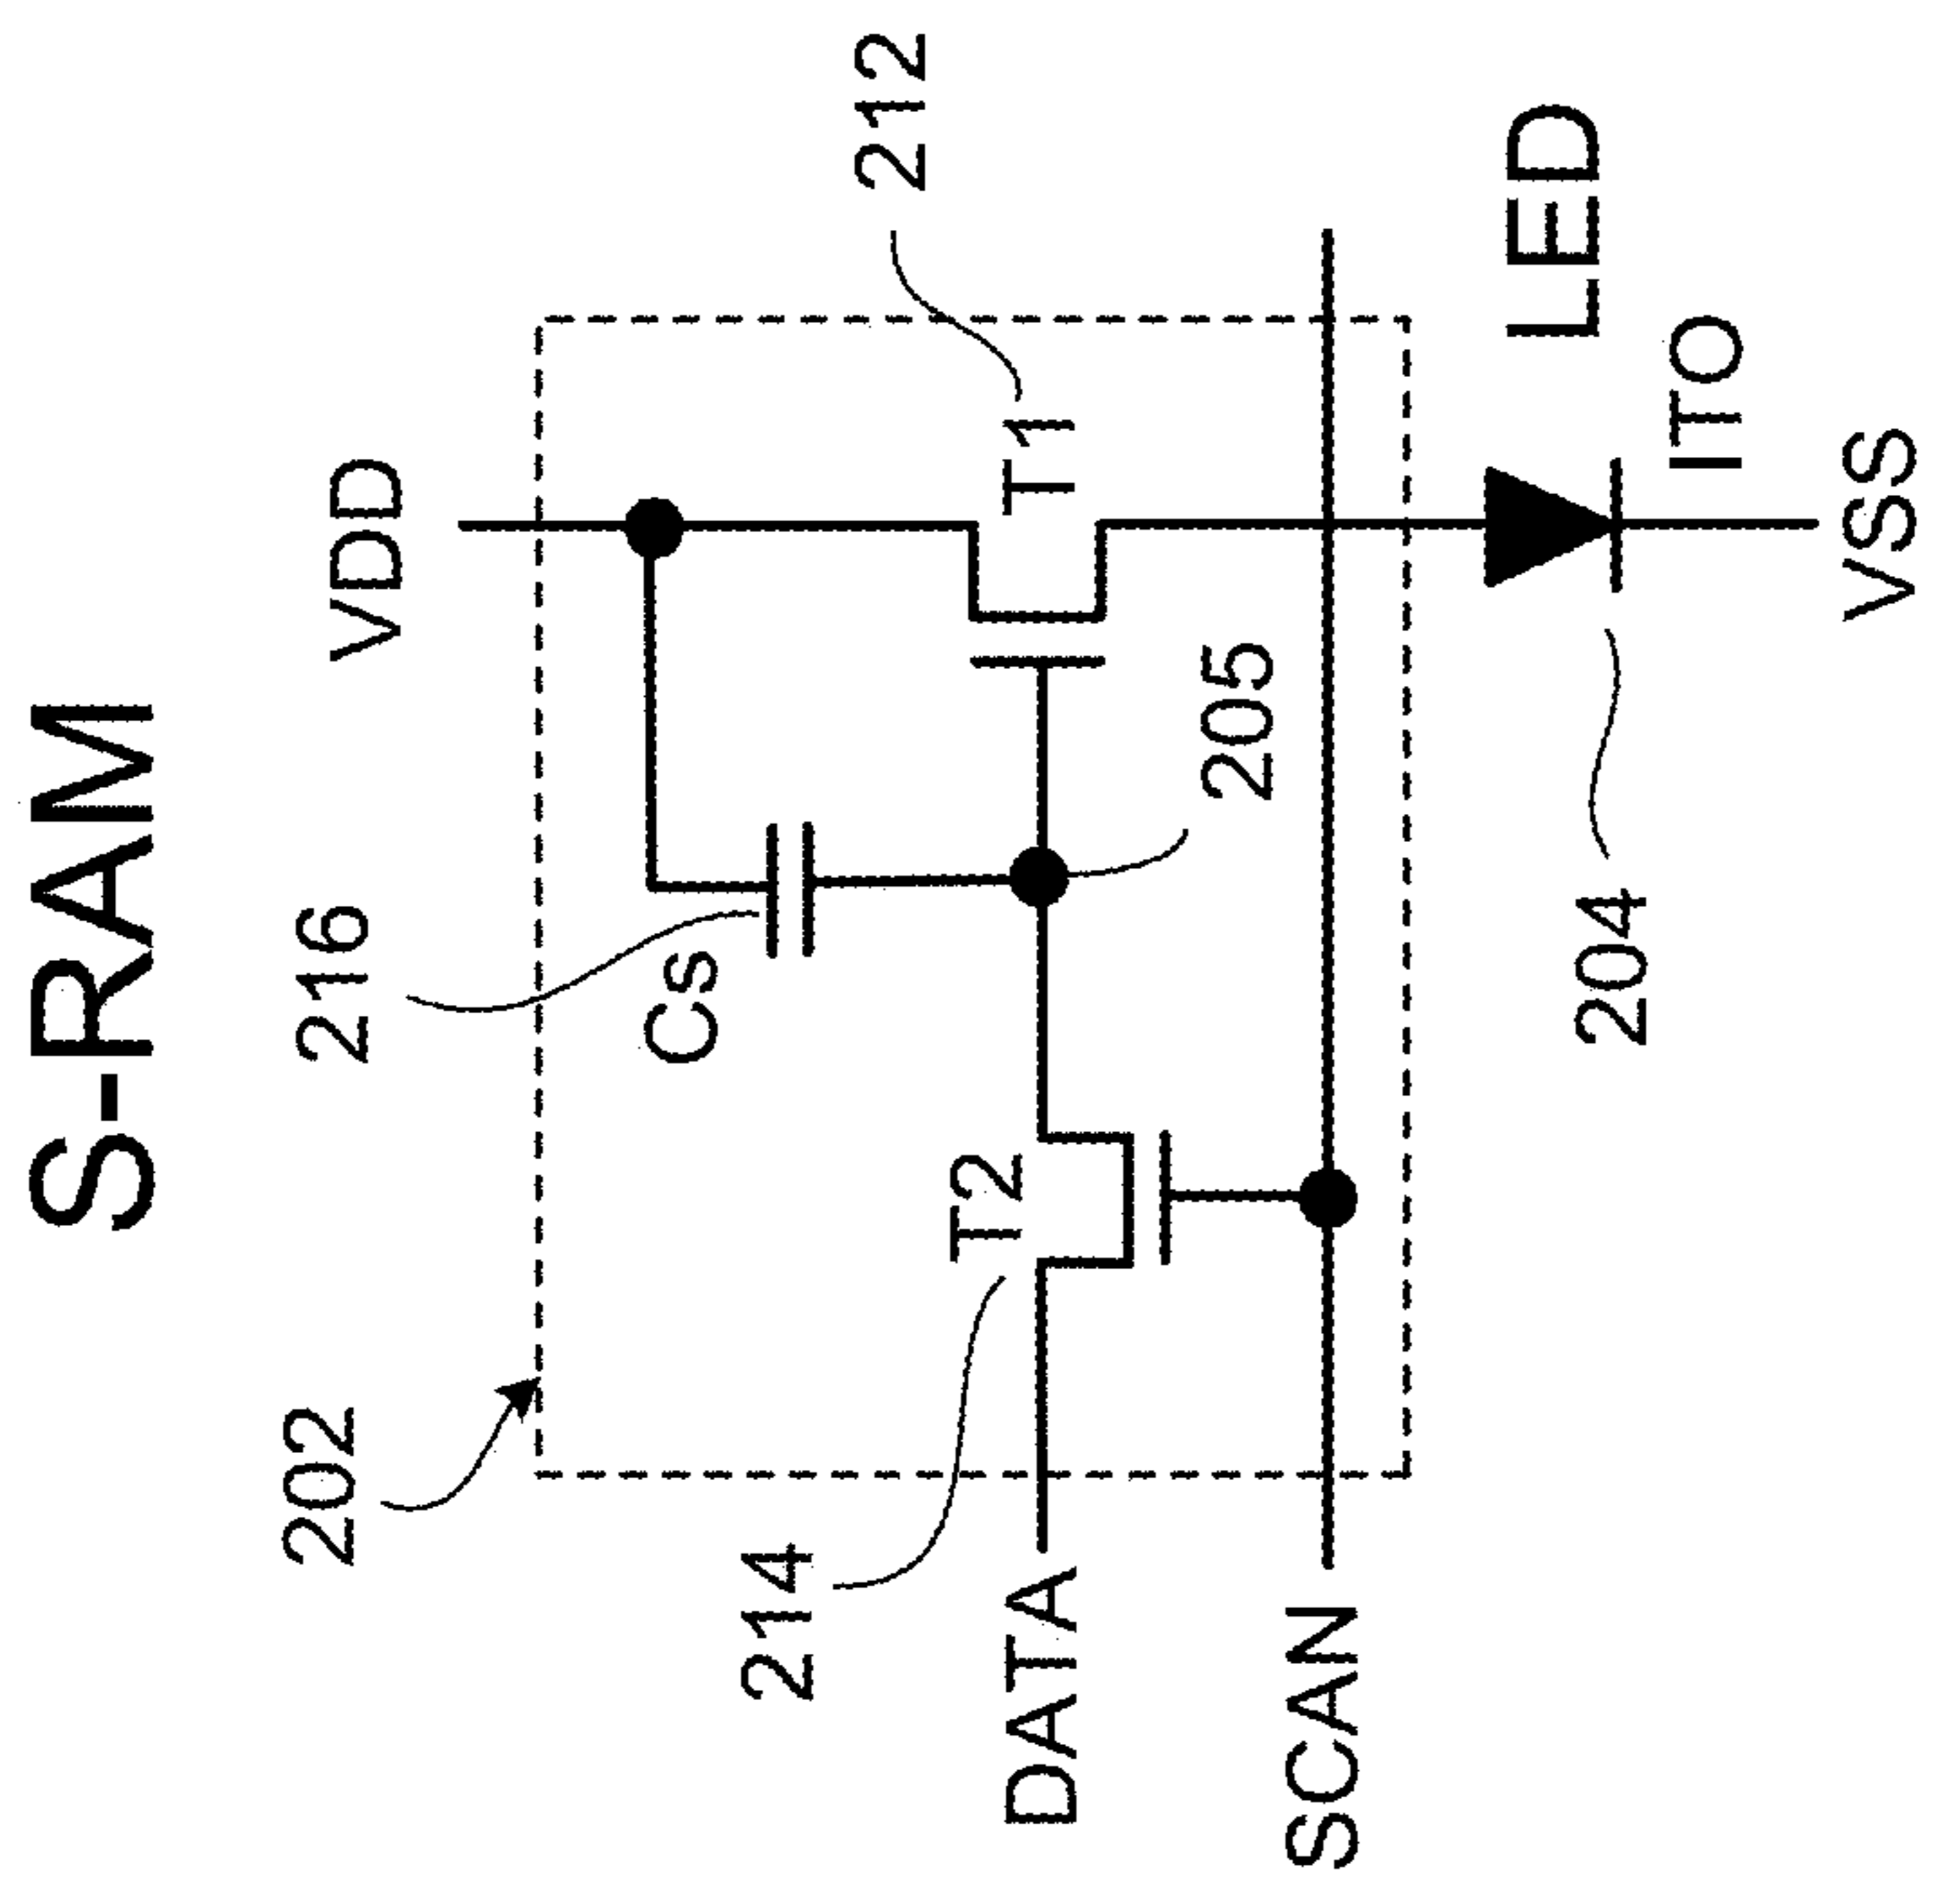 S-RAM
202
216
VDD
Cs
214
T2
212
T1
DATA
205
SCAN
204
LED
ITO
VSS